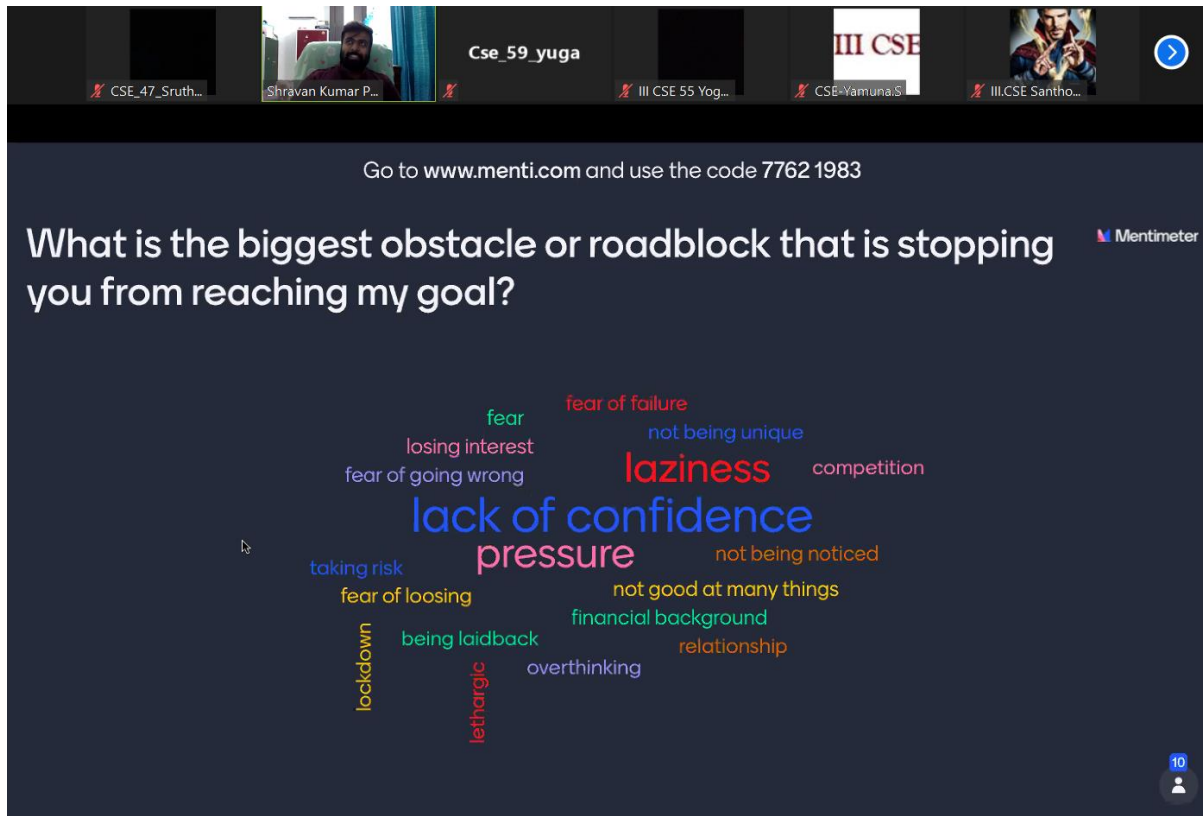 CSE_47_Sruth...
Shravan Kumar P...
Cse_59_yuga
III CSE 55 Yog...
III CSE
CSE-Yamuna.S
III.CSE Santho...
Go to www.menti.com and use the code 7762 1983
What is the biggest obstacle or roadblock that is stopping
you from reaching my goal?
Mentimeter
fear of failure
fear
not being unique
losing interest
laziness
competition
fear of going wrong
lack of confidence
pressure
not being noticed
taking risk
not good at many things
fear of loosing
financial background
being laidback
relationship
lockdown
overthinking
lethargic
10